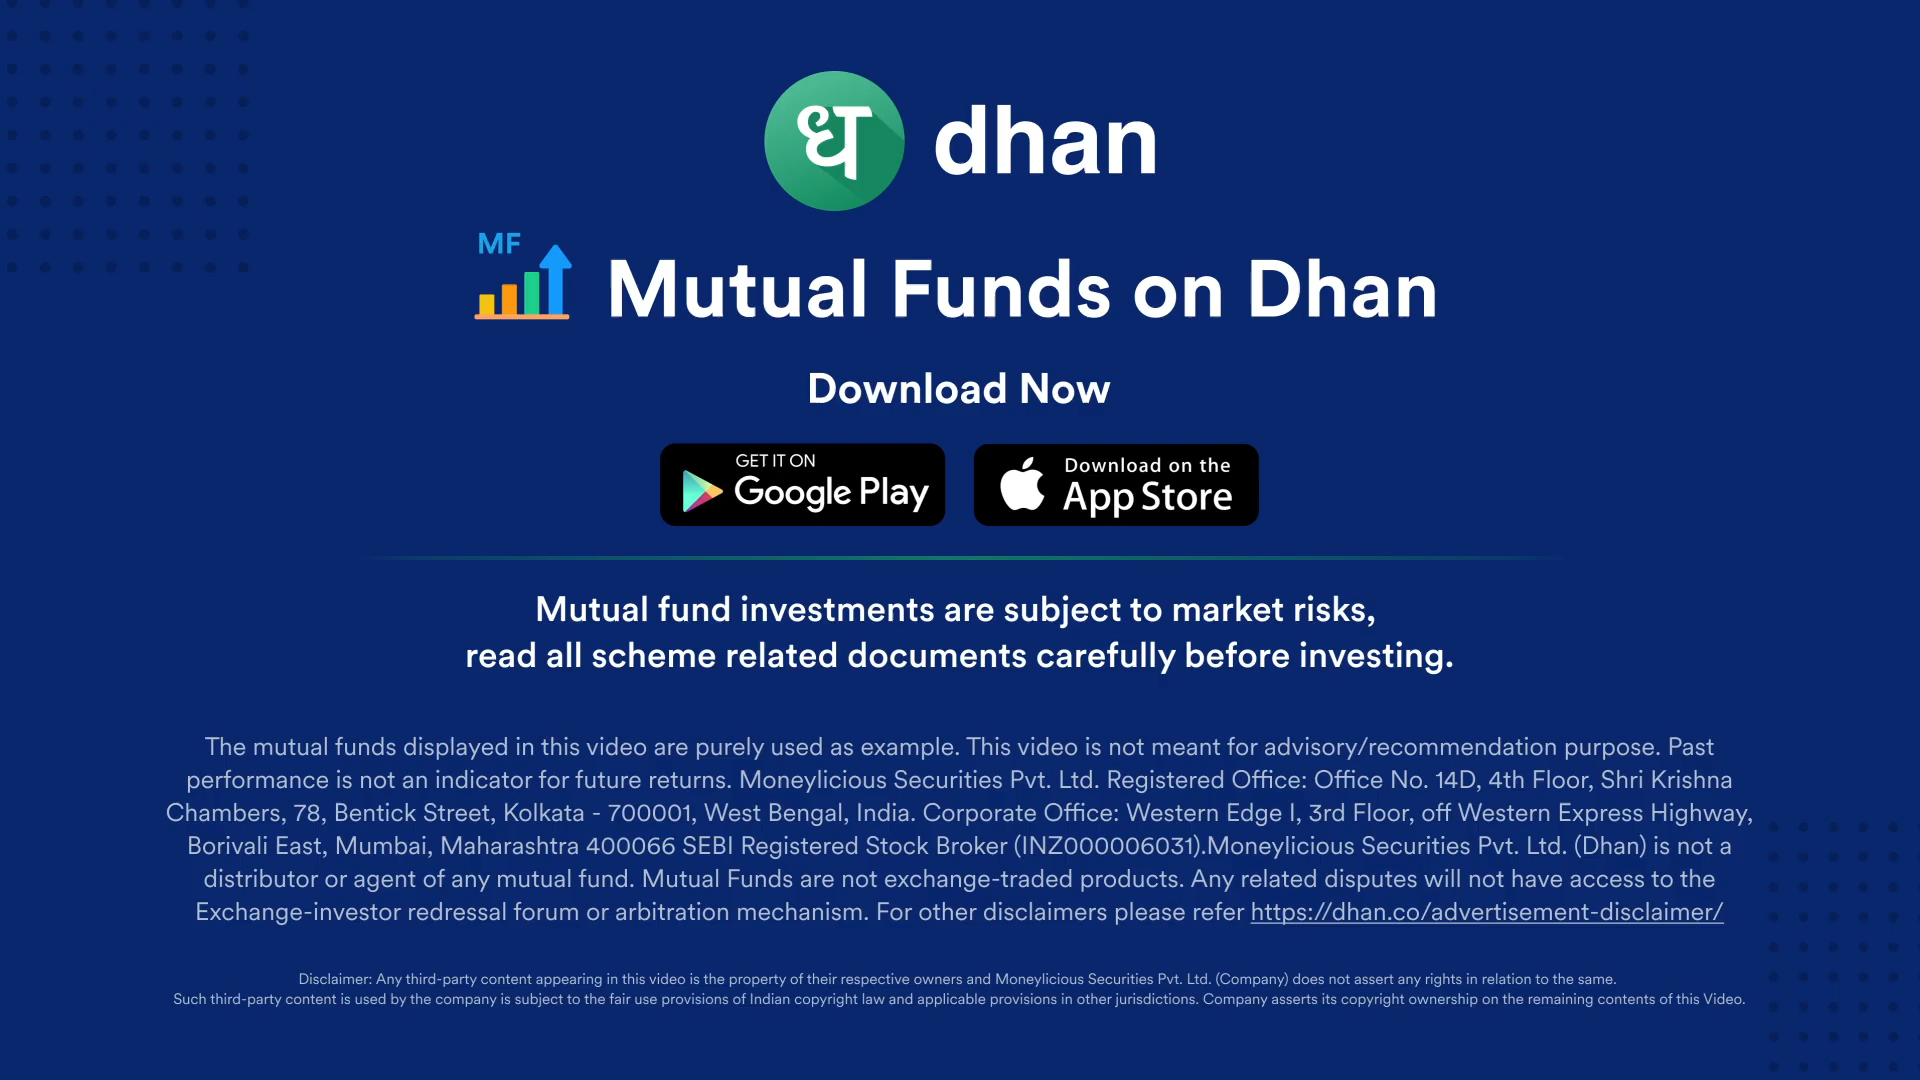 ध dhan
MF
Mutual Funds on Dhan
Download Now
GET IT ON
Google Play
Download on the
App Store
Mutual fund investments are subject to market risks,
read all scheme related documents carefully before investing.
The mutual funds displayed in this video are purely used as example. This video is not meant for advisory/recommendation purpose. Past
performance is not an indicator for future returns. Moneylicious Securities Pvt. Ltd. Registered Office: Office No. 14D, 4th Floor, Shri Krishna
Chambers, 78, Bentick Street, Kolkata - 700001, West Bengal, India. Corporate Office: Western Edge I, 3rd Floor, off Western Express Highway,
Borivali East, Mumbai, Maharashtra 400066 SEBI Registered Stock Broker (INZ000006031).Moneylicious Securities Pvt. Ltd. (Dhan) is not a
distributor or agent of any mutual fund. Mutual Funds are not exchange-traded products. Any related disputes will not have access to the
Exchange-investor redressal forum or arbitration mechanism. For other disclaimers please refer https://dhan.co/advertisement-disclaimer/
Disclaimer: Any third-party content appearing in this video is the property of their respective owners and Moneylicious Securities Pvt. Ltd. (Company) does not assert any rights in relation to the same.
Such third-party content is used by the company is subject to the fair use provisions of Indian copyright law and applicable provisions in other jurisdictions. Company asserts its copyright ownership on the remaining contents of this Video.